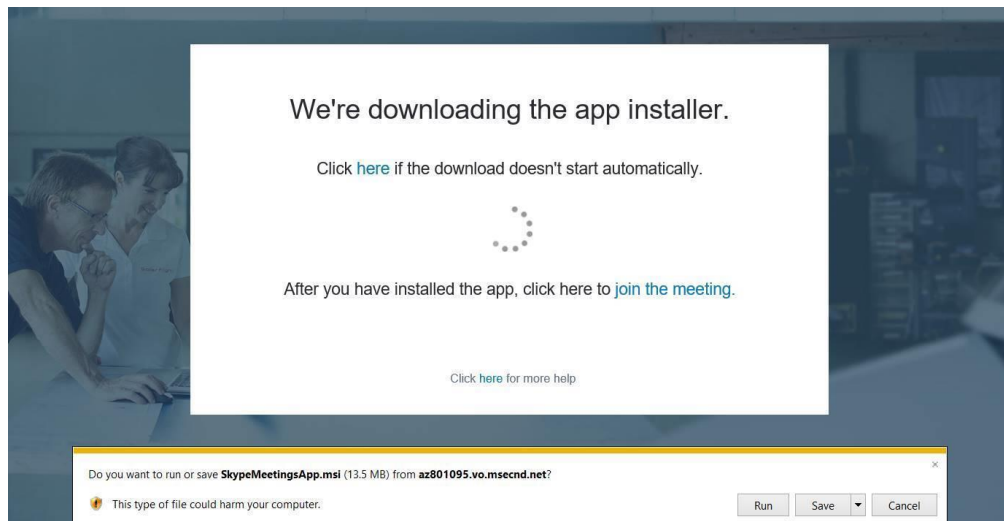 We're downloading the app installer.
Click here if the download doesn't start automatically.
After you have installed the app, click here to join the meeting.
Click here for more help
Do you want to run or save SkypeMeetingsApp.msi (13.5 MB) from az801095.vo.msecnd.net?
This type of file could harm your computer.
Run Save Cancel